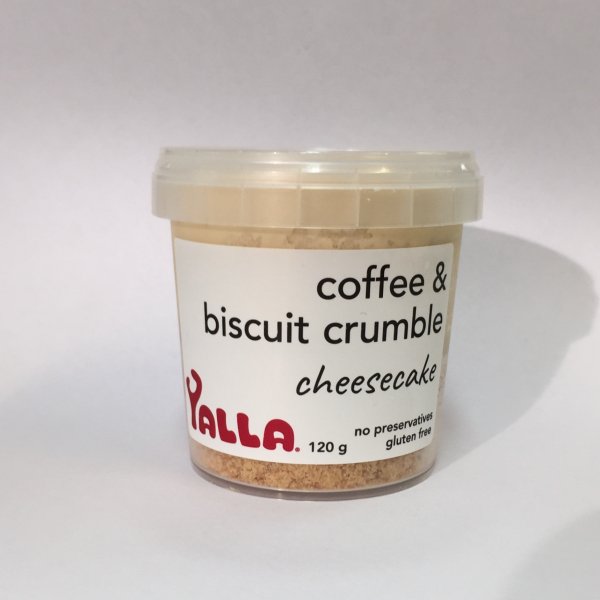 coffee &
biscuit crumble
cheesecake
YALLA®
120 g
no preservatives
gluten free